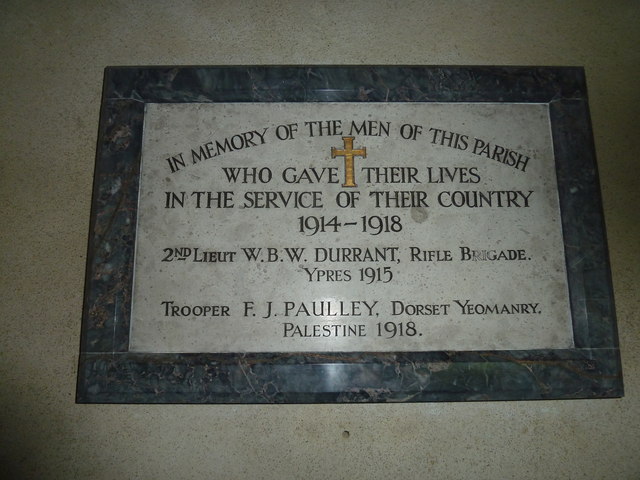 IN MEMORY OF THE MEN OF THIS PARISH
WHO GAVE THEIR LIVES
IN THE SERVICE OF THEIR COUNTRY
1914-1918
2ND LIEUT W.B.W. DURRANT, RIFLE BRIGADE.
YPRES 1915
TROOPER F. J. PAULLEY, DORSET YEOMANRY.
PALESTINE 1918.